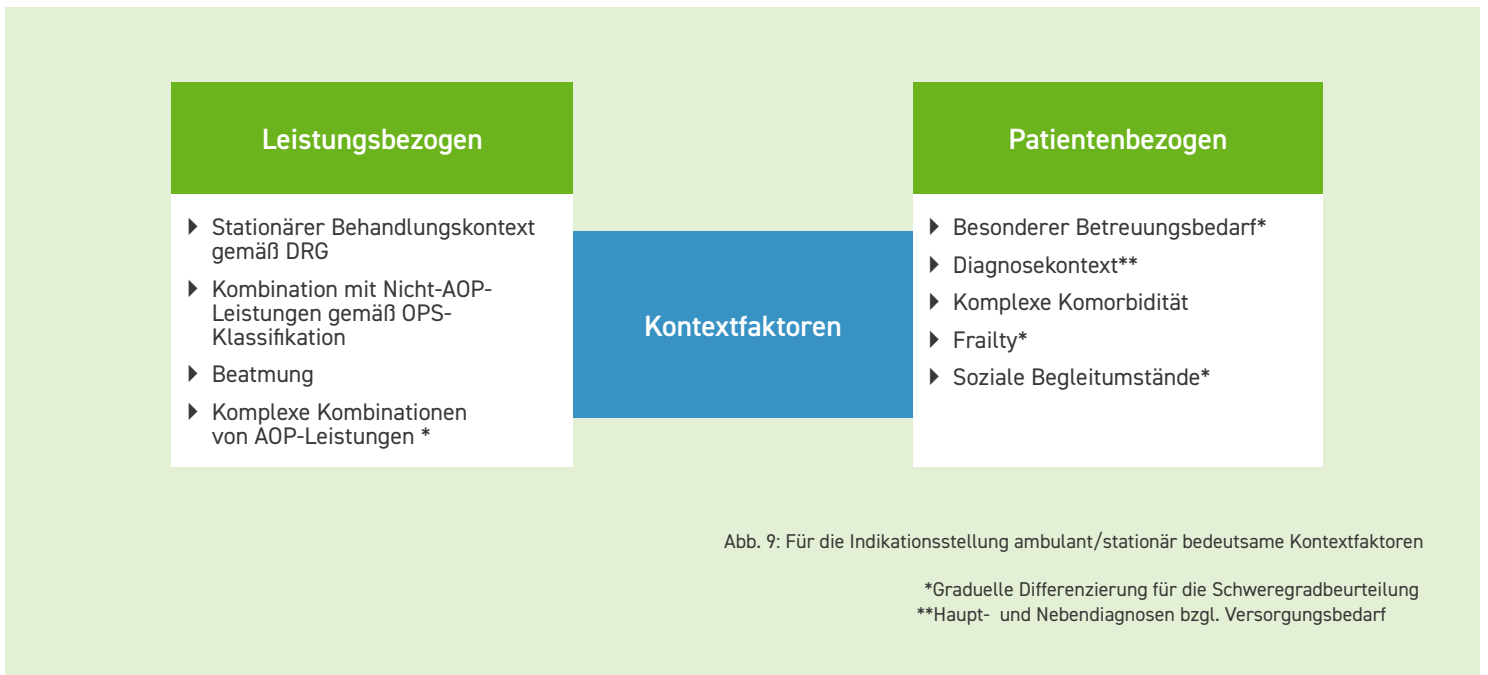 Leistungsbezogen
Stationärer Behandlungskontext
gemäß DRG
Kombination mit Nicht-AOP-
Leistungen gemäß OPS-
Klassifikation
Beatmung
Komplexe Kombinationen
von AOP-Leistungen *
Kontextfaktoren
Patientenbezogen
Besonderer Betreuungsbedarf*
Diagnosekontext**
Komplexe Komorbidität
Frailty*
Soziale Begleitumstände*
Abb. 9: Für die Indikationsstellung ambulant/stationär bedeutsame Kontextfaktoren
*Graduelle Differenzierung für die Schweregradbeurteilung
**Haupt- und Nebendiagnosen bzgl. Versorgungsbedarf